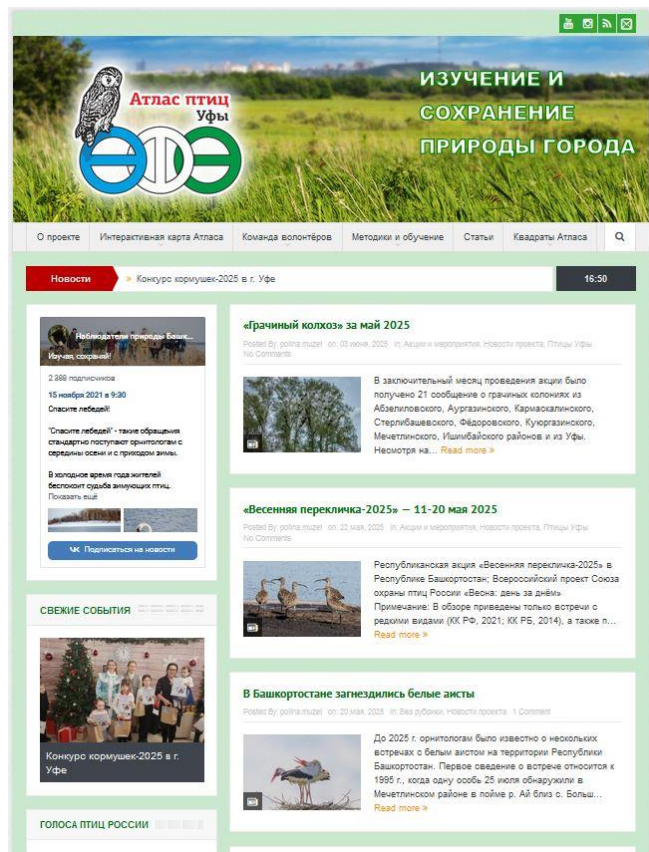 Атлас птиц
Уфы
ИЗУЧЕНИЕ И
СОХРАНЕНИЕ
ПРИРОДЫ ГОРОДА
О проекте
Интерактивная карта Атласа
Команда волонтёров
Методики и обучение
Статьи
Квадраты Атласа
Новости
» Конкурс кормушек-2025 в г. Уфе
16:50
Наблюдатели природы Башк...
Изучая, сохраняй!
2 388 подписчиков
15 ноября 2021 в 9:30
Спасите лебедей!
"Спасите лебедей" - такие обращения
стандартно поступают орнитологам с
середины осени и с приходом зимы.
В холодное время года жителей
беспокоит судьба зимующих птиц.
Показать ещё
Подписаться на новости
СВЕЖИЕ СОБЫТИЯ
Конкурс кормушек-2025 в г.
Уфе
ГОЛОСА ПТИЦ РОССИИ
«Грачиный колхоз» за май 2025
Posted By: polina.muzei on: 03 июня, 2025 In: Акции и мероприятия, Новости проекта, Птицы Уфы
No Comments
В заключительный месяц проведения акции было
получено 21 сообщение о грачиных колониях из
Абзелиловского, Аургазинского, Кармаскалинского,
Стерлибашевского, Фёдоровского, Куюргазинского,
Мечетлинского, Ишимбайского районов и из Уфы.
Несмотря на... Read more »
«Весенняя перекличка-2025» — 11-20 мая 2025
Posted By: polina.muzei on: 22 мая, 2025 In: Акции и мероприятия, Новости проекта, Птицы Уфы
No Comments
Республиканская акция «Весенняя перекличка-2025» в
Республике Башкортостан; Всероссийский проект Союза
охраны птиц России «Весна: день за днём»
Примечание: В обзоре приведены только встречи с
редкими видами (КК РФ, 2021; КК РБ, 2014), а также п...
Read more »
В Башкортостане загнездились белые аисты
Posted By: polina.muzei on: 20 мая, 2025 In: Без рубрики, Новости проекта 1 Comment
До 2025 г. орнитологам было известно о нескольких
встречах с белым аистом на территории Республики
Башкортостан. Первое сведение о встрече относится к
1995 г., когда одну особь 25 июля обнаружили в
Мечетлинском районе в пойме р. Ай близ с. Больш...
Read more »